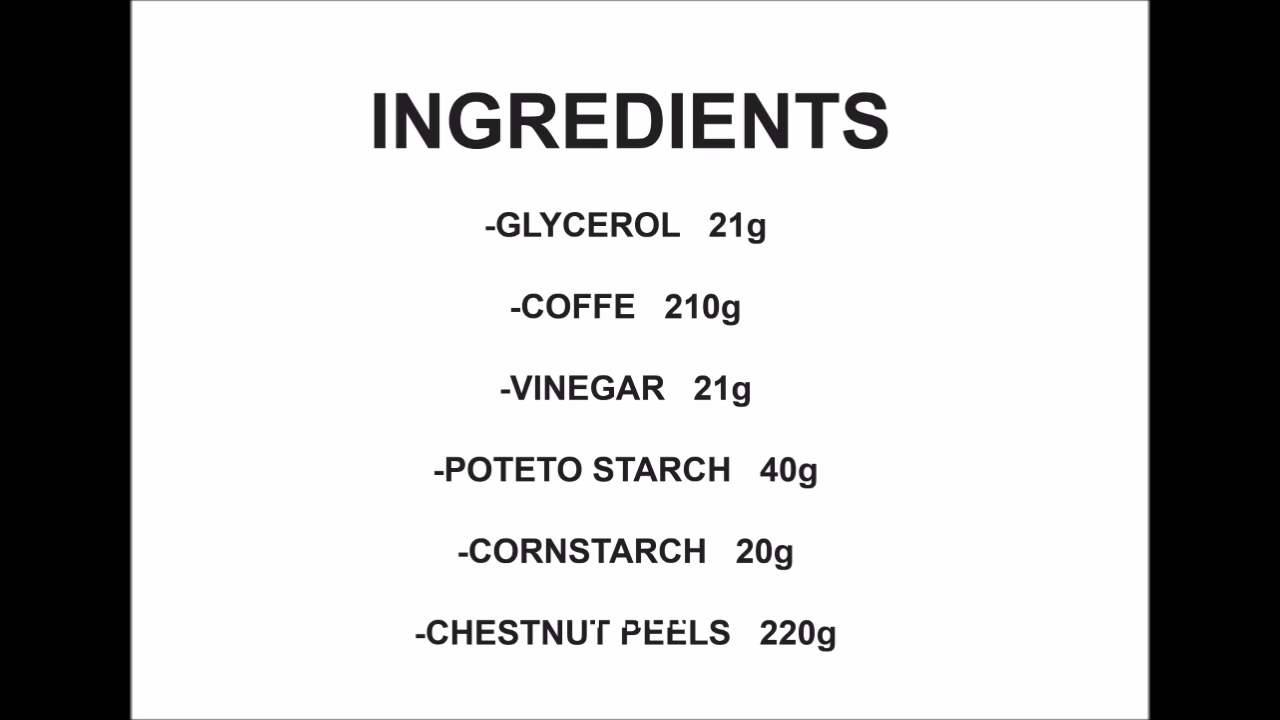 INGREDIENTS
-GLYCEROL 21g
-COFFE 210g
-VINEGAR 21g
-POTETO STARCH 40g
-CORNSTARCH 20g
-CHESTNUT PEELS 220g